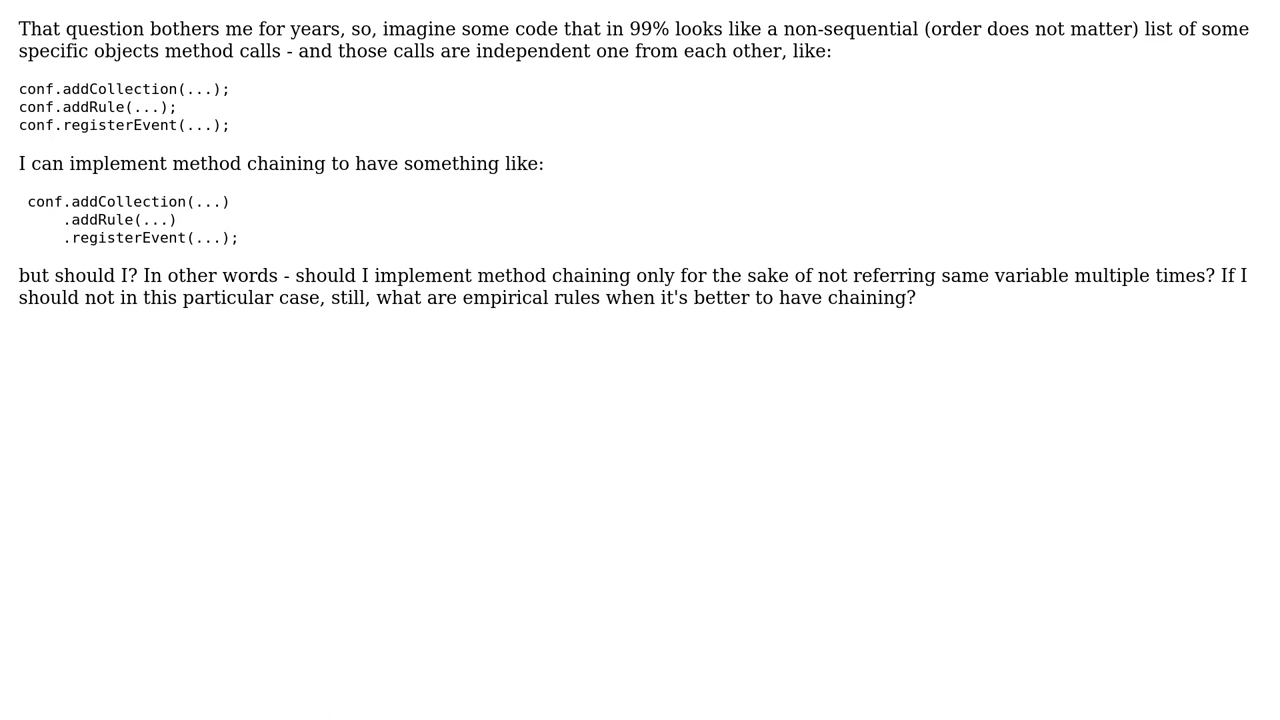 That question bothers me for years, so, imagine some code that in 99% looks like a non-sequential (order does not matter) list of some
specific objects method calls - and those calls are independent one from each other, like:
conf.addCollection(...);
conf.addRule(...);
conf.registerEvent(...);
I can implement method chaining to have something like:
conf.addCollection(...)
.addRule(...)
.registerEvent(...);
but should I? In other words - should I implement method chaining only for the sake of not referring same variable multiple times? If I
should not in this particular case, still, what are empirical rules when it's better to have chaining?